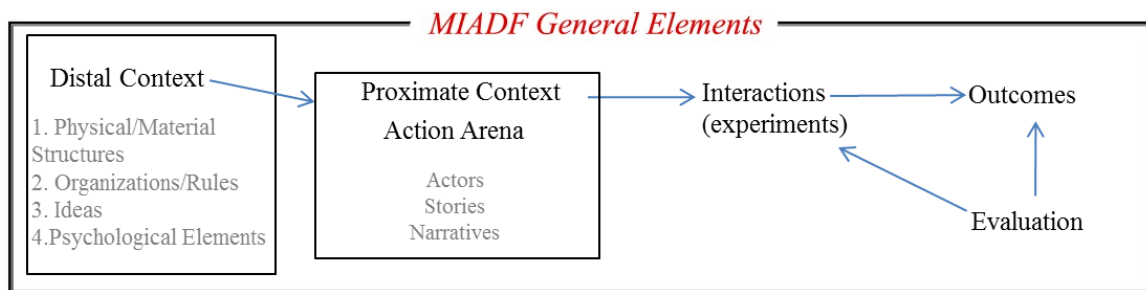 MIADF General Elements
Distal Context
1. Physical/Material
Structures
2. Organizations/Rules
3. Ideas
4.Psychological Elements
Proximate Context
Action Arena
Actors
Stories
Narratives
Interactions
(experiments)
Outcomes
Evaluation